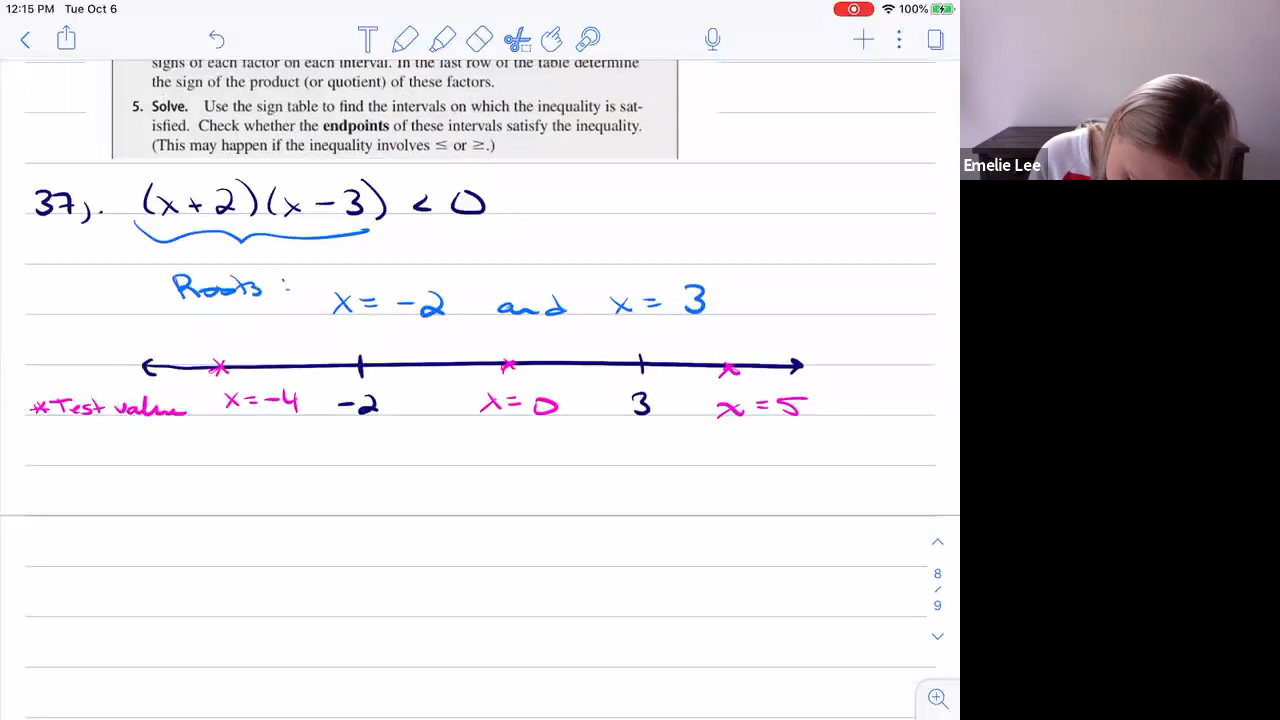 12:15 PM Tue Oct 6
100%
signs of each factor on each interval. In the last row of the table determine
the sign of the product (or quotient) of these factors.
5. Solve. Use the sign table to find the intervals on which the inequality is sat-
isfied. Check whether the endpoints of these intervals satisfy the inequality.
(This may happen if the inequality involves ≤ or ≥.)
Emelie Lee
37). (x+2)(x-3) < 0
Roots: x = -2 and x = 3
*Test value x=-4 -2 x=0 3 x=5
8
/
9